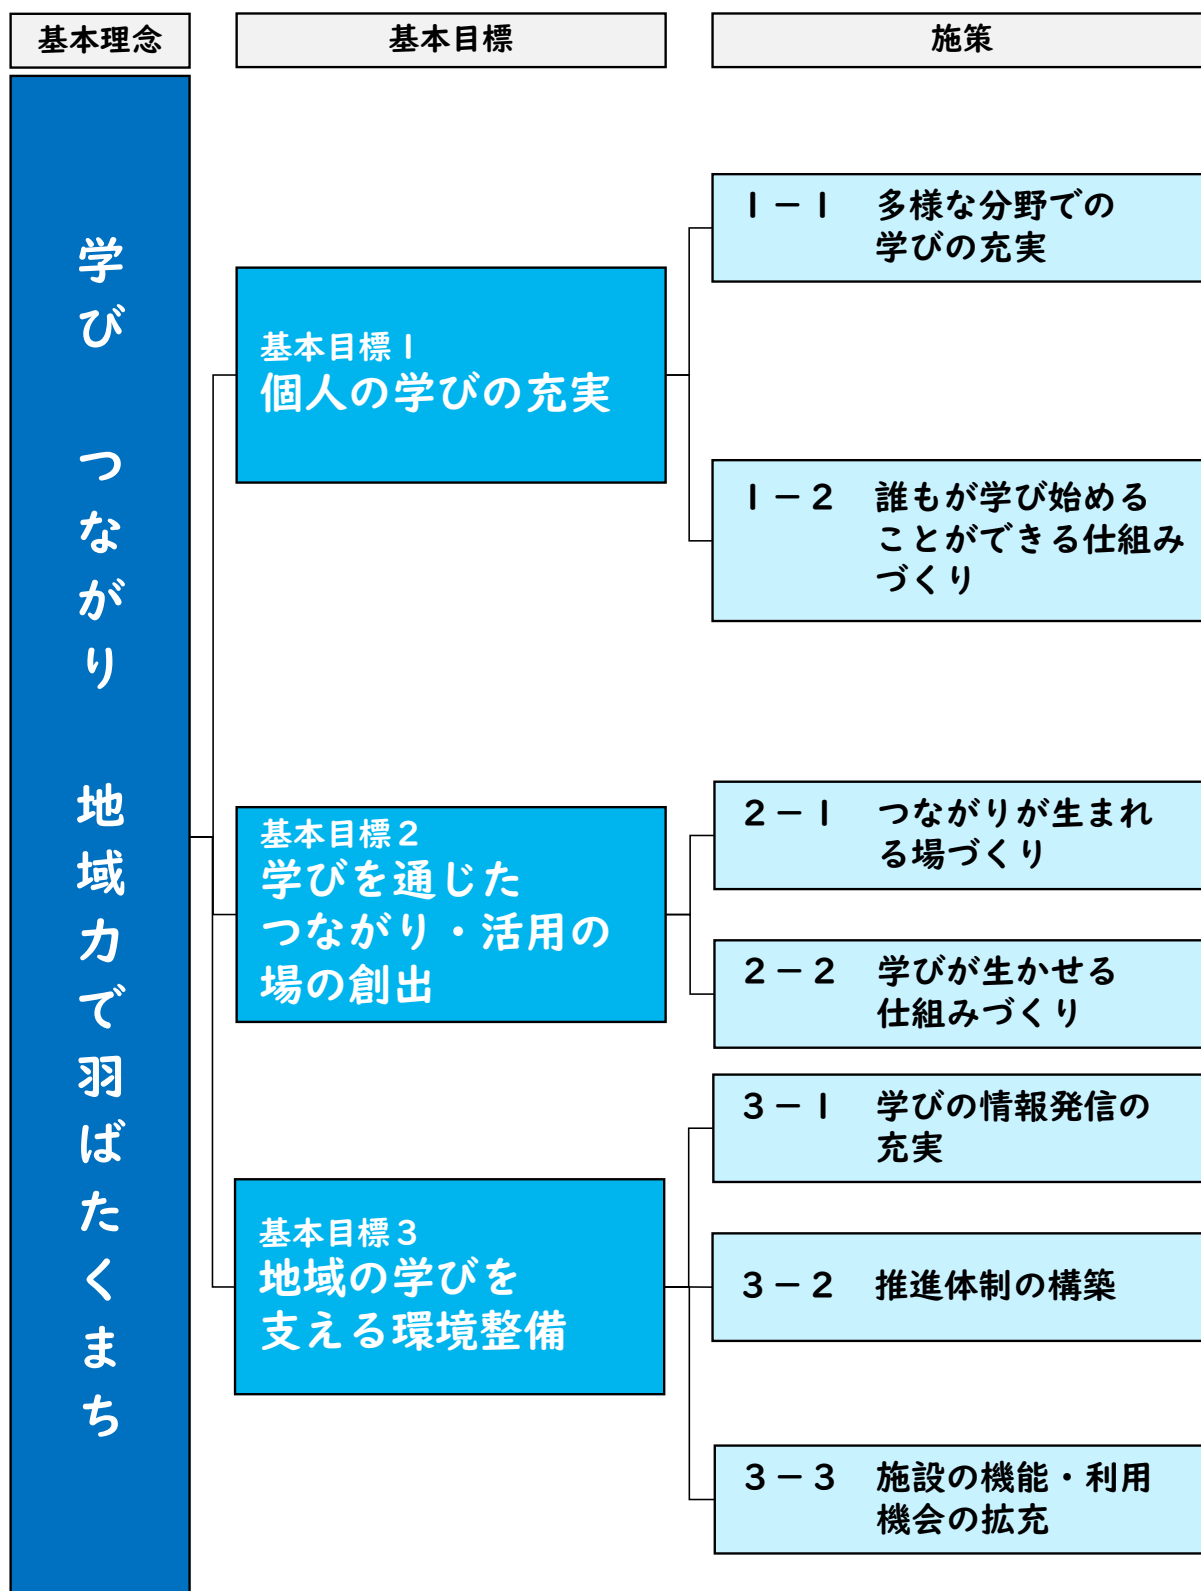 基本理念
基本目標
施策
学び　つながり　地域力で羽ばたくまち
基本目標１
個人の学びの充実
１－１　多様な分野での
学びの充実
１－２　誰もが学び始める
ことができる仕組み
づくり
基本目標２
学びを通じた
つながり・活用の
場の創出
２－１　つながりが生まれ
る場づくり
２－２　学びが生かせる
仕組みづくり
基本目標３
地域の学びを
支える環境整備
３－１　学びの情報発信の
充実
３－２　推進体制の構築
３－３　施設の機能・利用
機会の拡充